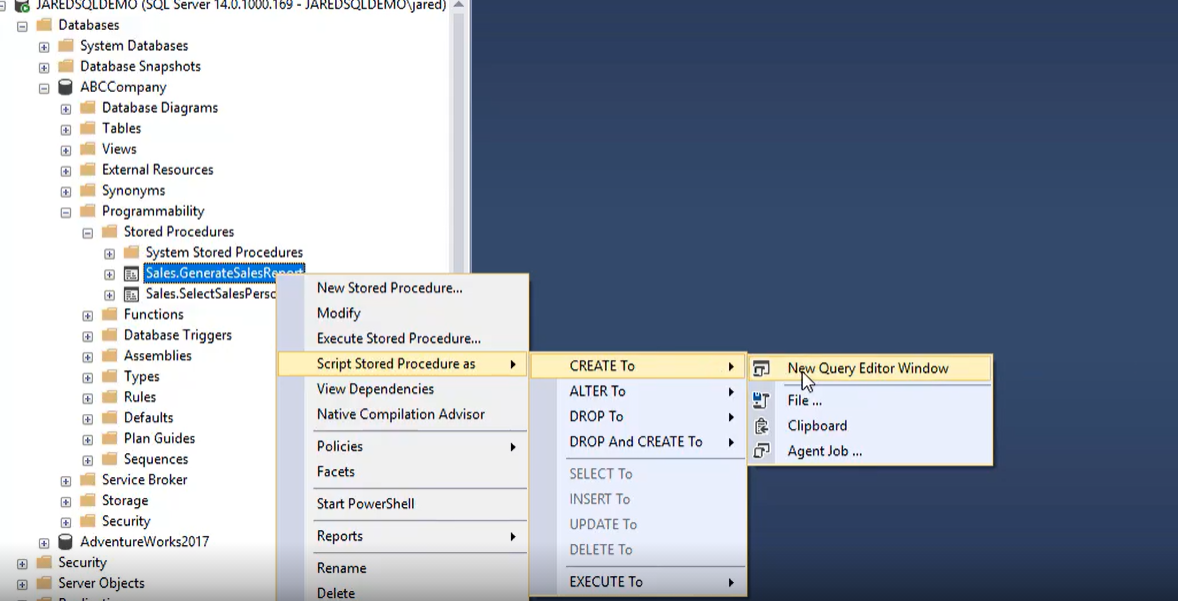 JAREDSQLDEMO (SQL Server 14.0.1000.169 - JAREDSQLDEMO\jared)
Databases
System Databases
Database Snapshots
ABCCompany
Database Diagrams
Tables
Views
External Resources
Synonyms
Programmability
Stored Procedures
System Stored Procedures
Sales.GenerateSalesReport
Sales.SelectSalesPerso
Functions
Database Triggers
Assemblies
Types
Rules
Defaults
Plan Guides
Sequences
Service Broker
Storage
Security
AdventureWorks2017
Security
Server Objects
New Stored Procedure...
Modify
Execute Stored Procedure...
Script Stored Procedure as
View Dependencies
Native Compilation Advisor
Policies
Facets
Start PowerShell
Reports
Rename
Delete
CREATE To
ALTER To
DROP To
DROP And CREATE To
SELECT To
INSERT To
UPDATE To
DELETE To
EXECUTE To
New Query Editor Window
File ...
Clipboard
Agent Job ...